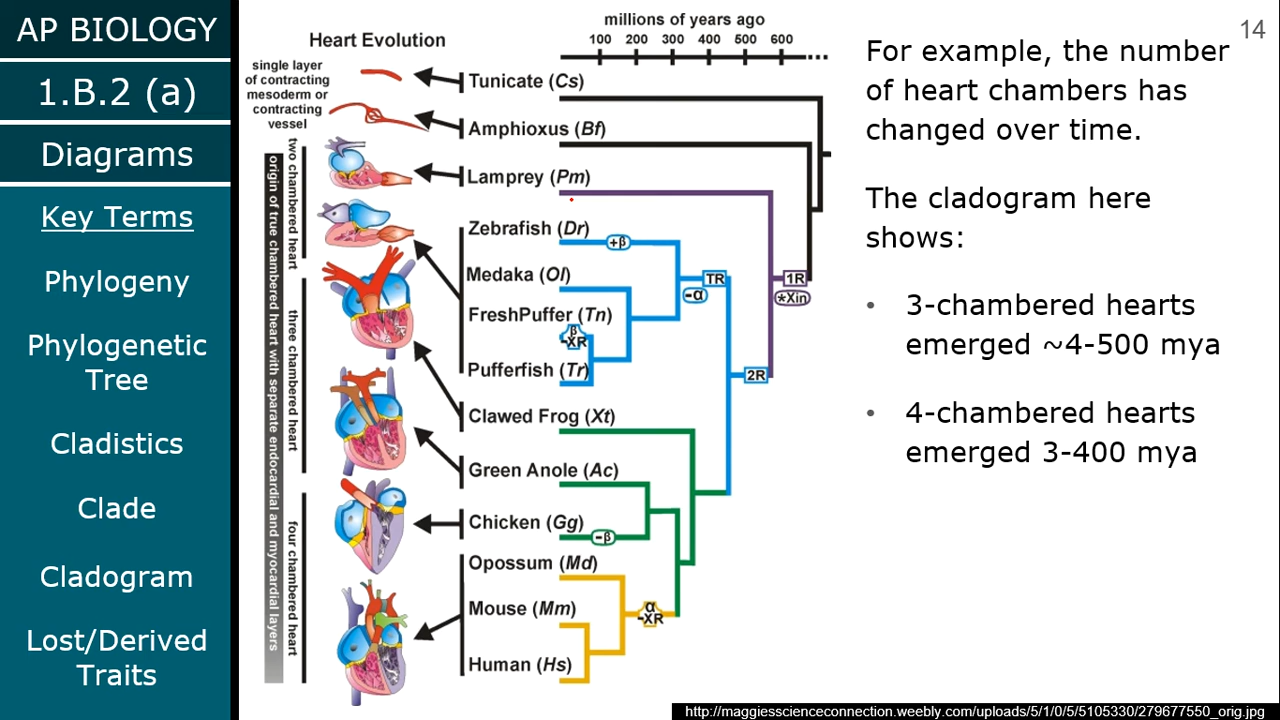 AP BIOLOGY
1.B.2 (a)
Diagrams
Key Terms
Phylogeny
Phylogenetic
Tree
Cladistics
Clade
Cladogram
Lost/Derived
Traits
Heart Evolution
single layer
of contracting
mesoderm or
contracting
vessel
two chambered heart
three chambered heart
four chambered heart
origin of true chambered heart with separate endocardial and myocardial layers
millions of years ago
100 200 300 400 500 600
Tunicate (Cs)
Amphioxus (Bf)
Lamprey (Pm)
Zebrafish (Dr)
Medaka (Ol)
FreshPuffer (Tn)
Pufferfish (Tr)
Clawed Frog (Xt)
Green Anole (Ac)
Chicken (Gg)
Opossum (Md)
Mouse (Mm)
Human (Hs)
+β
TR
-α
1R
*Xin
β
-XR
2R
-β
α
-XR
14
For example, the number
of heart chambers has
changed over time.
The cladogram here
shows:
• 3-chambered hearts
emerged ~4-500 mya
• 4-chambered hearts
emerged 3-400 mya
http://maggiesscienceconnection.weebly.com/uploads/5/1/0/5/5105330/279677550_orig.jpg